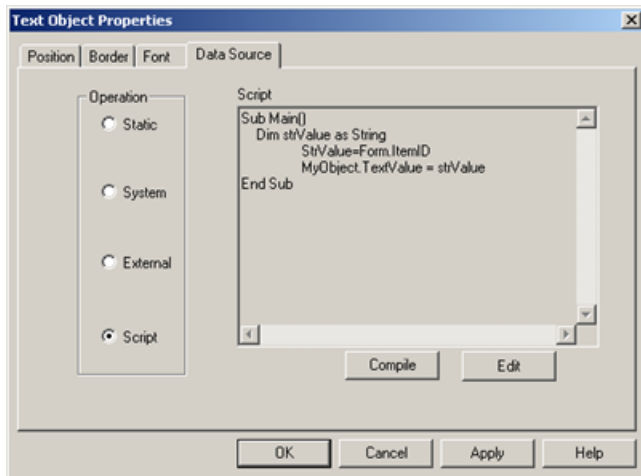 Text Object Properties
Position Border Font Data Source
Operation
Static
System
External
Script
Script
Sub Main()
Dim strValue as String
StrValue=Form.ItemID
MyObject.TextValue = strValue
End Sub
Compile Edit
OK Cancel Apply Help